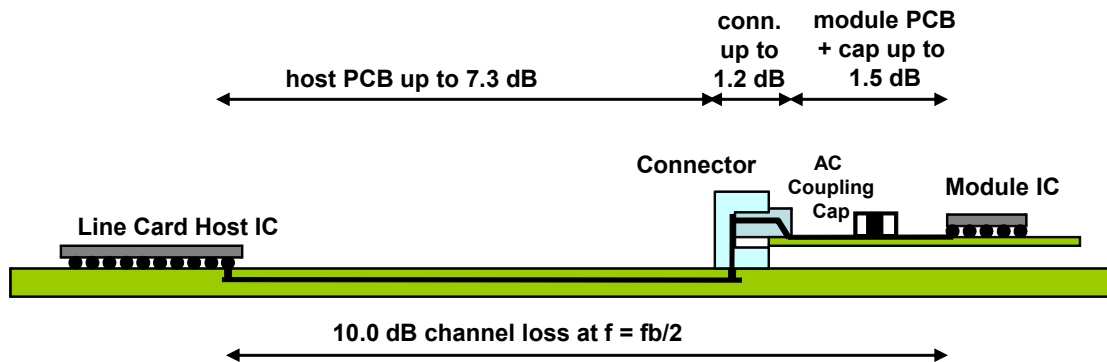 conn.
up to
1.2 dB
module PCB
+ cap up to
1.5 dB
host PCB up to 7.3 dB
Connector
AC
Coupling
Cap
Module IC
Line Card Host IC
10.0 dB channel loss at f = fb/2